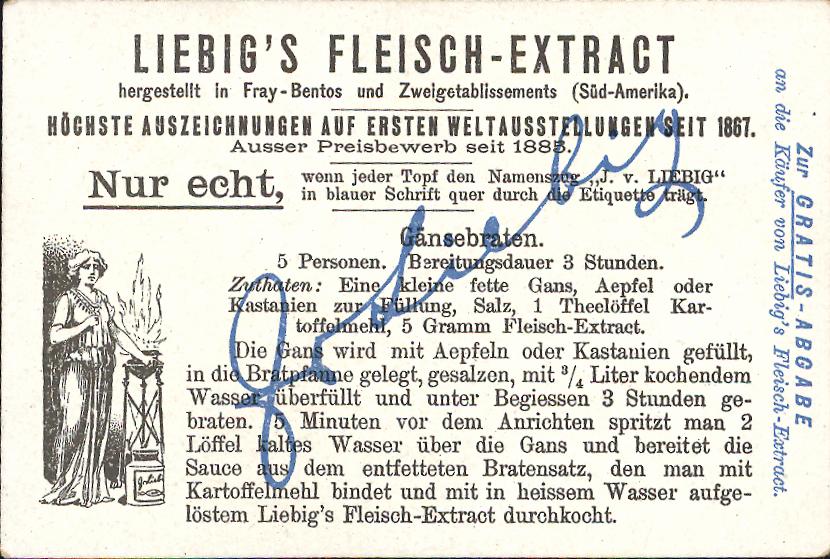 LIEBIG'S FLEISCH-EXTRACT
hergestellt in Fray-Bentos und Zweigetablissements (Süd-Amerika).
HÖCHSTE AUSZEICHNUNGEN AUF ERSTEN WELTAUSSTELLUNGEN SEIT 1867.
Ausser Preisbewerb seit 1885.
Nur echt, wenn jeder Topf den Namenszug „J. v. LIEBIG“
in blauer Schrift quer durch die Etiquette trägt.
Gänsebraten.
5 Personen. Bereitungsdauer 3 Stunden.
Zuthaten: Eine kleine fette Gans, Aepfel oder
Kastanien zur Füllung, Salz, 1 Theelöffel Kar-
toffelmehl, 5 Gramm Fleisch-Extract.
Die Gans wird mit Aepfeln oder Kastanien gefüllt,
in die Bratpfanne gelegt, gesalzen, mit ¾ Liter kochendem
Wasser überfüllt und unter Begiessen 3 Stunden ge-
braten. 5 Minuten vor dem Anrichten spritzt man 2
Löffel kaltes Wasser über die Gans und bereitet die
Sauce aus dem entfetteten Bratensatz, den man mit
Kartoffelmehl bindet und mit in heissem Wasser aufge-
löstem Liebig's Fleisch-Extract durchkocht.
JvLiebig
Zur GRATIS-ABGABE
an die Käufer von Liebig's Fleisch-Extract.